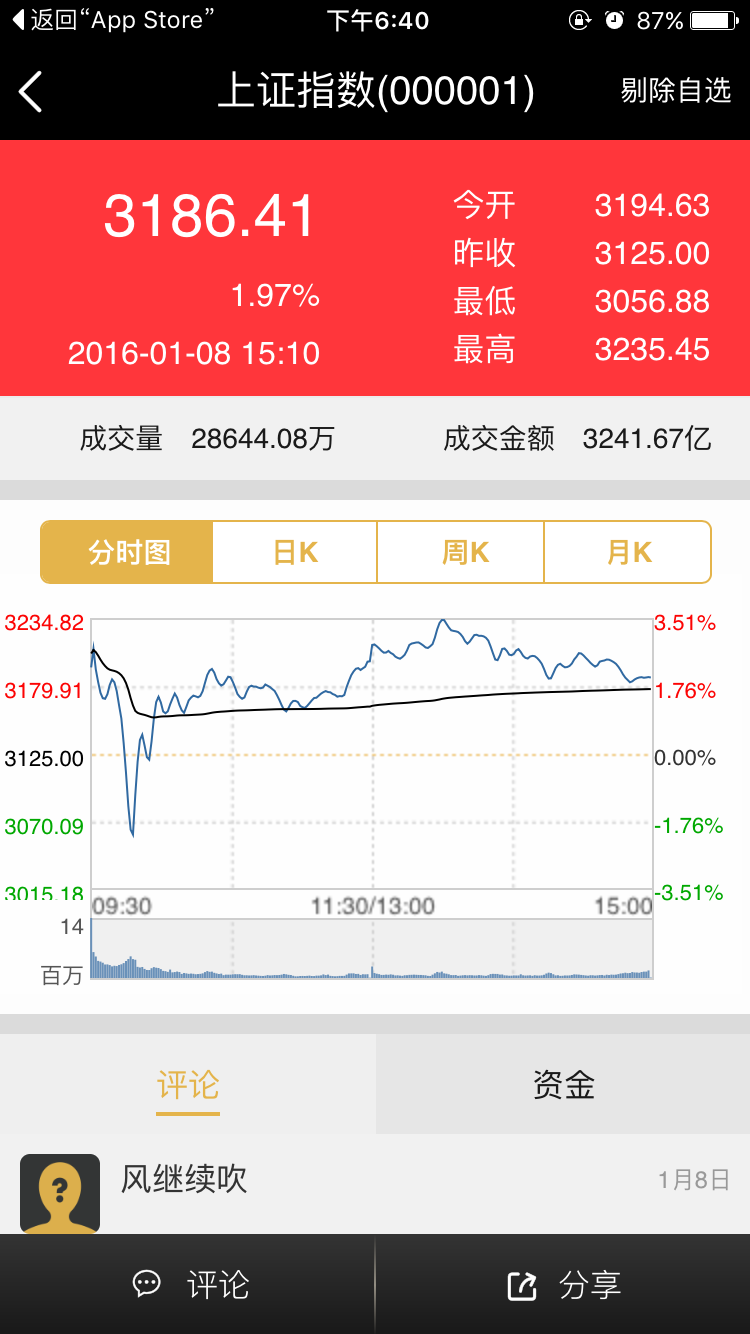 返回“App Store”
下午6:40
87%
上证指数(000001)
剔除自选
3186.41
1.97%
2016-01-08 15:10
今开 3194.63
昨收 3125.00
最低 3056.88
最高 3235.45
成交量 28644.08万
成交金额 3241.67亿
分时图 日K 周K 月K
3234.82 3.51%
3179.91 1.76%
3125.00 0.00%
3070.09 -1.76%
3015.18 -3.51%
09:30 11:30/13:00 15:00
14
百万
评论 资金
?
风继续吹 1月8日
评论 分享